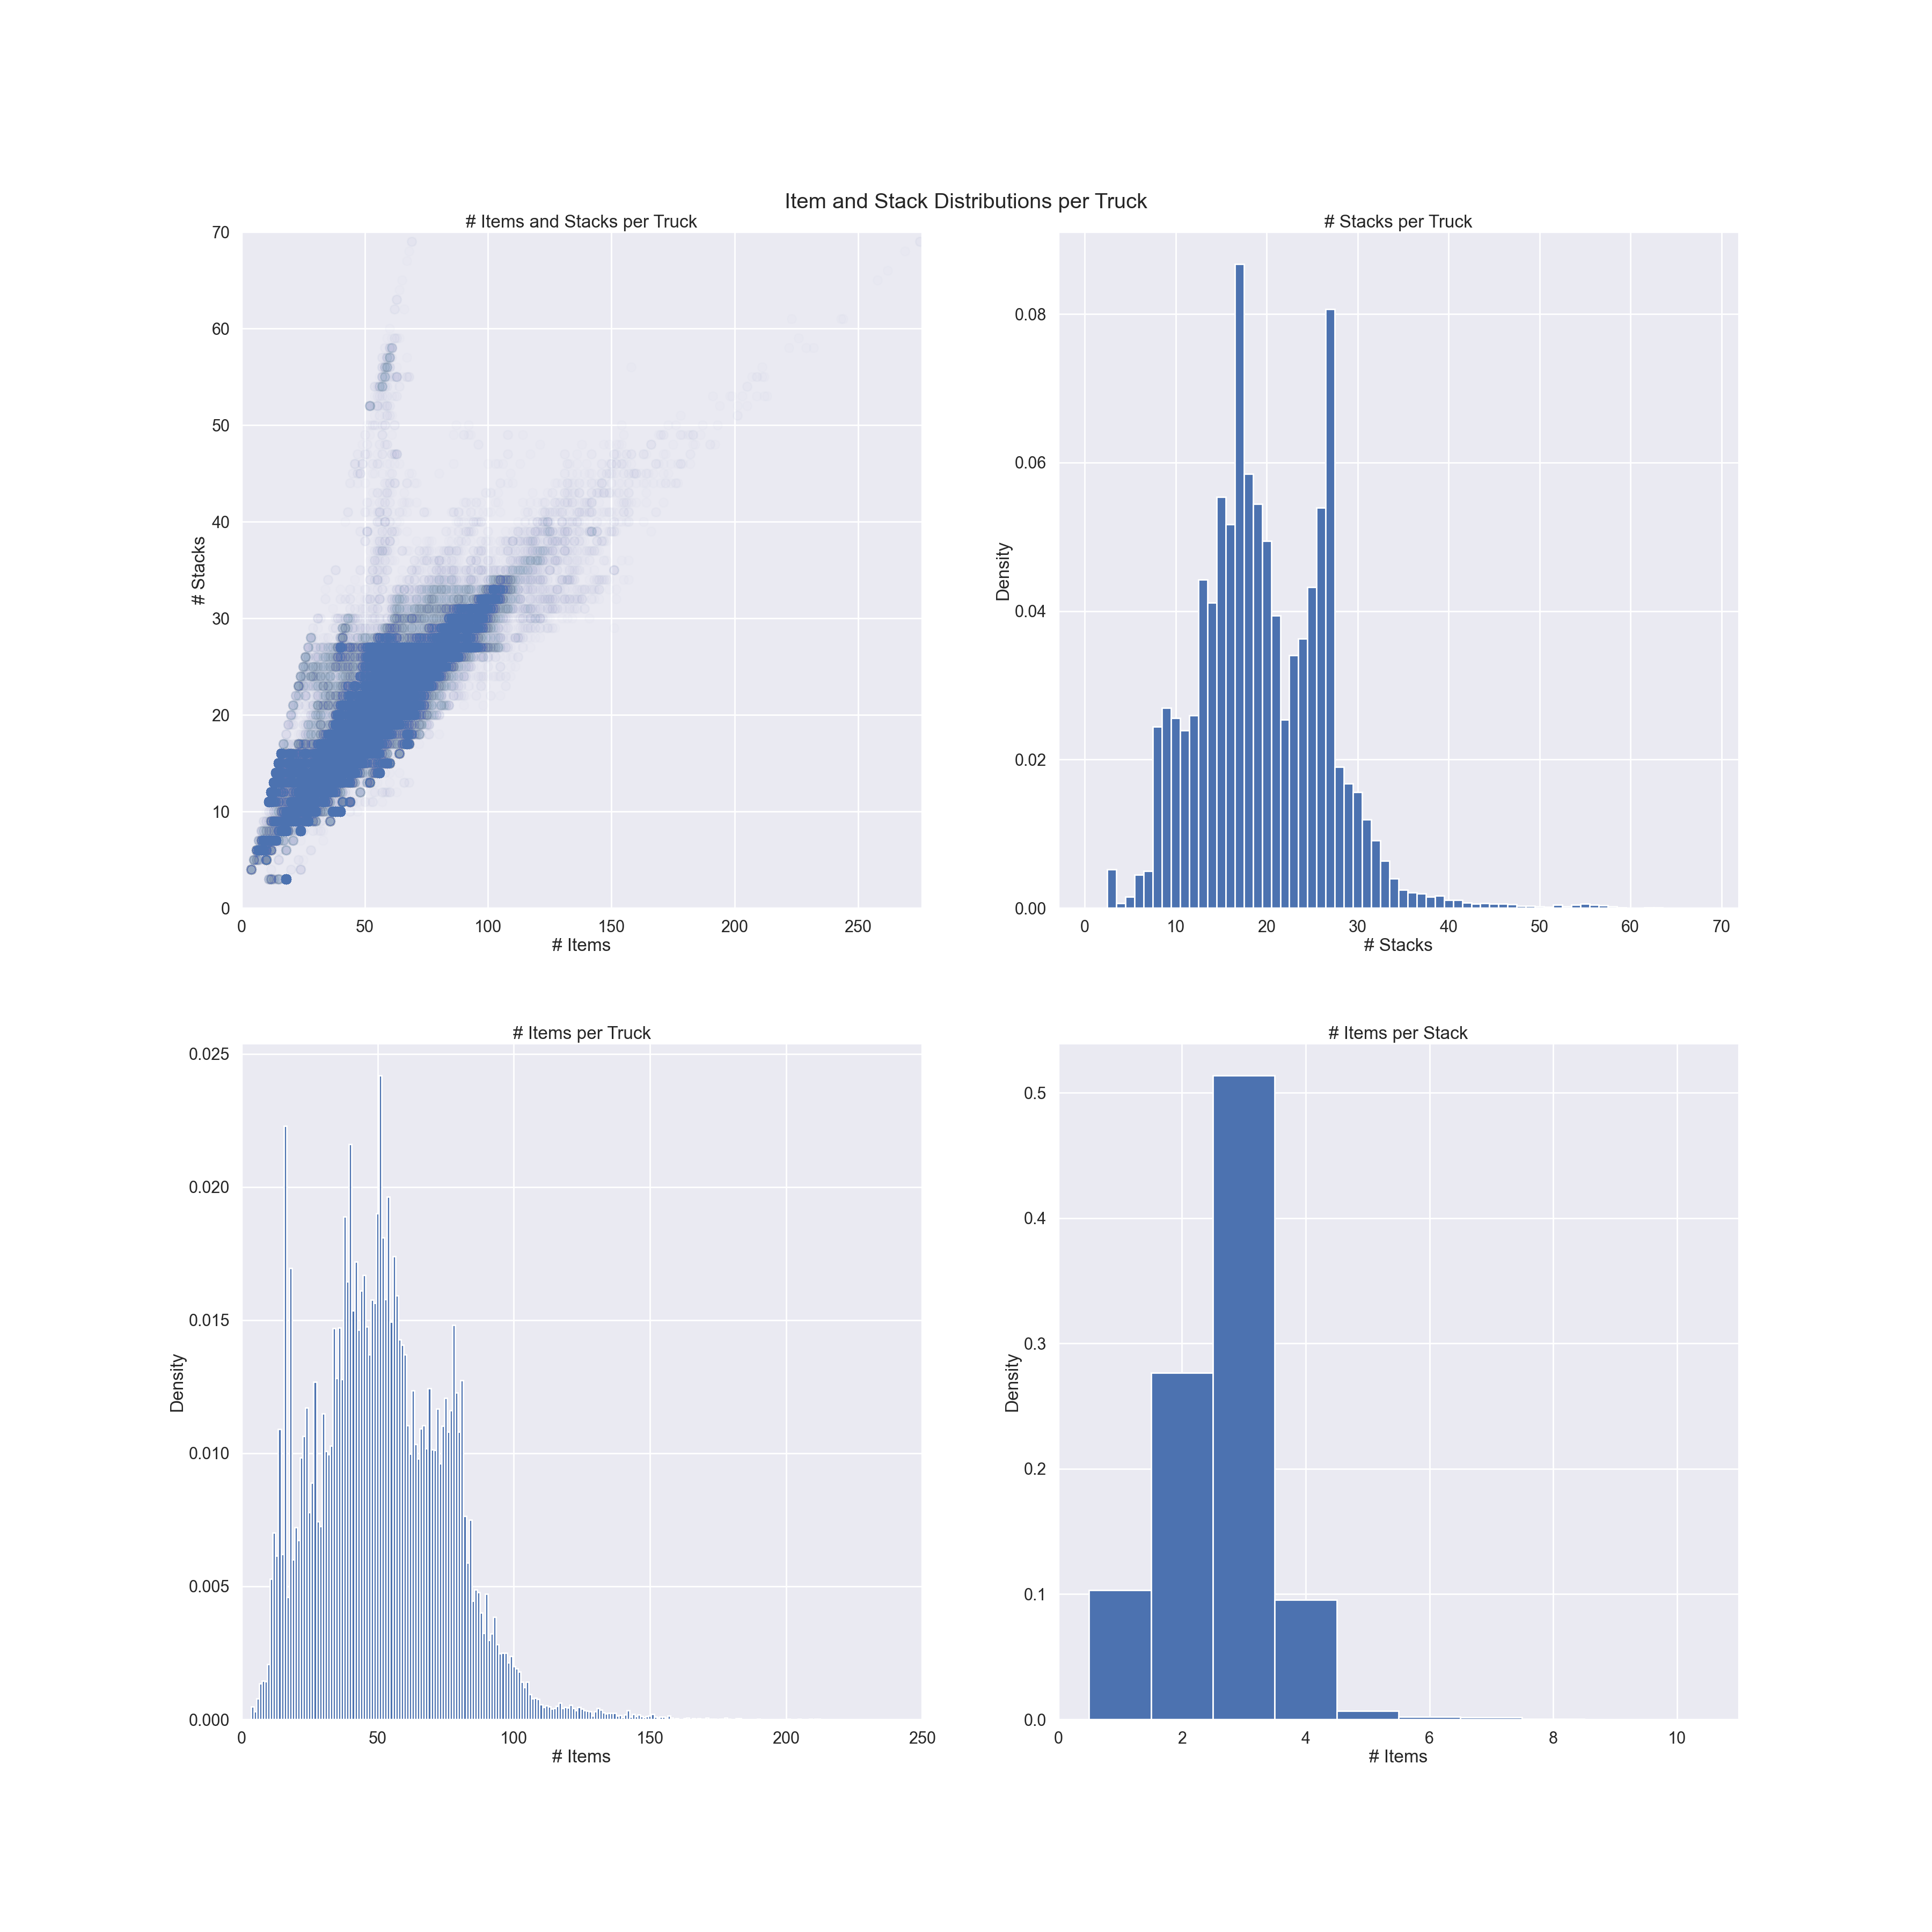 Item and Stack Distributions per Truck
# Items and Stacks per Truck
70
60
50
40
30
20
10
0
# Stacks
0 50 100 150 200 250
# Items
# Stacks per Truck
0.08
0.06
0.04
0.02
0.00
Density
0 10 20 30 40 50 60 70
# Stacks
# Items per Truck
0.025
0.020
0.015
0.010
0.005
0.000
Density
0 50 100 150 200 250
# Items
# Items per Stack
0.5
0.4
0.3
0.2
0.1
0.0
Density
0 2 4 6 8 10
# Items